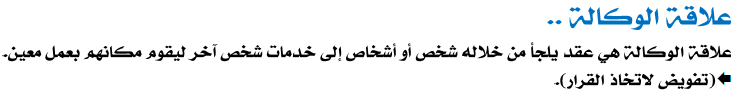 علاقة الوكالة ..
علاقة الوكالة هي عقد يلجأ من خلاله شخص أو أشخاص إلى خدمات شخص آخر ليقوم مكانهم بعمل معين.
🡸(تفويض لاتخاذ القرار).